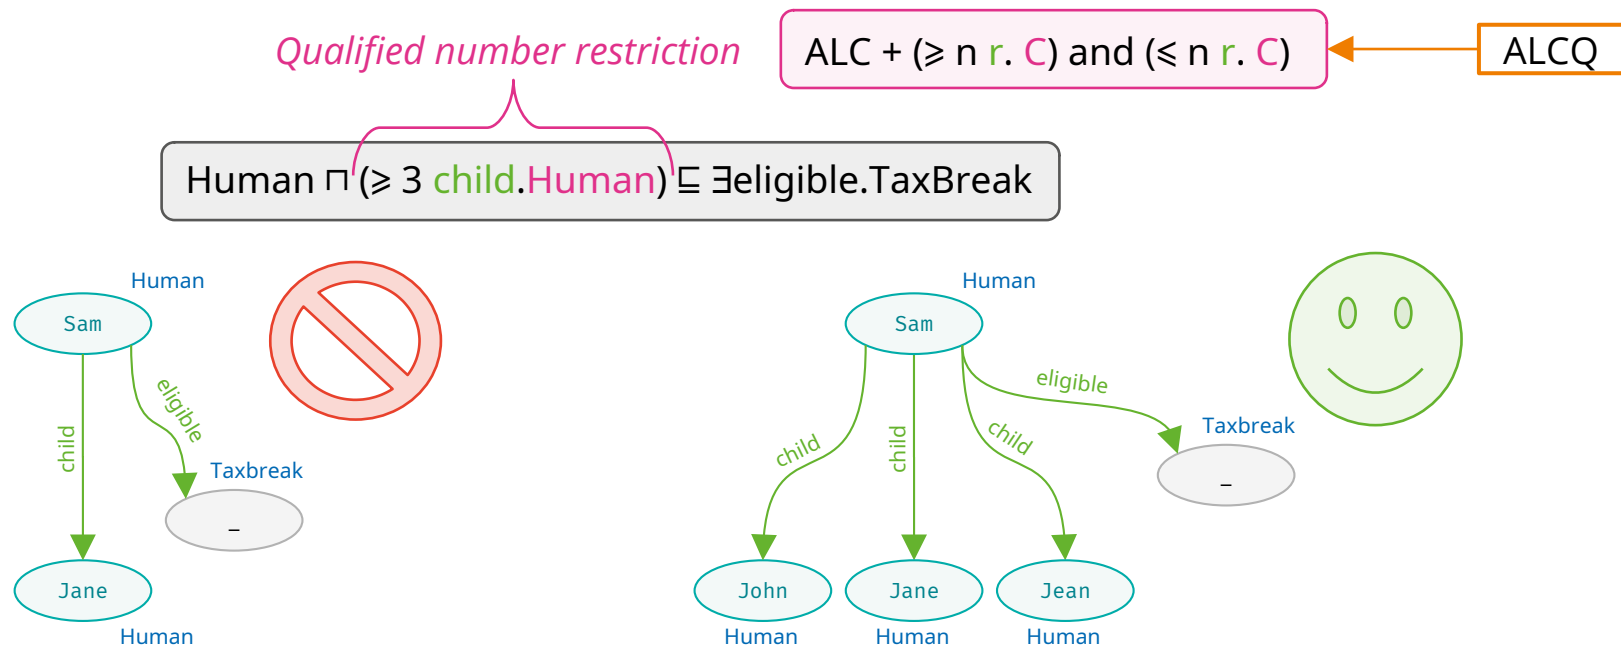 Qualified number restriction
ALC + (⩾ n r. C) and (⩽ n r. C)
ALCQ
Human ⊓ (⩾ 3 child.Human) ⊑ ∃eligible.TaxBreak
Human
Sam
child
eligible
Taxbreak
_
Jane
Human
Human
Sam
child
child
child
eligible
Taxbreak
_
John
Jane
Jean
Human
Human
Human